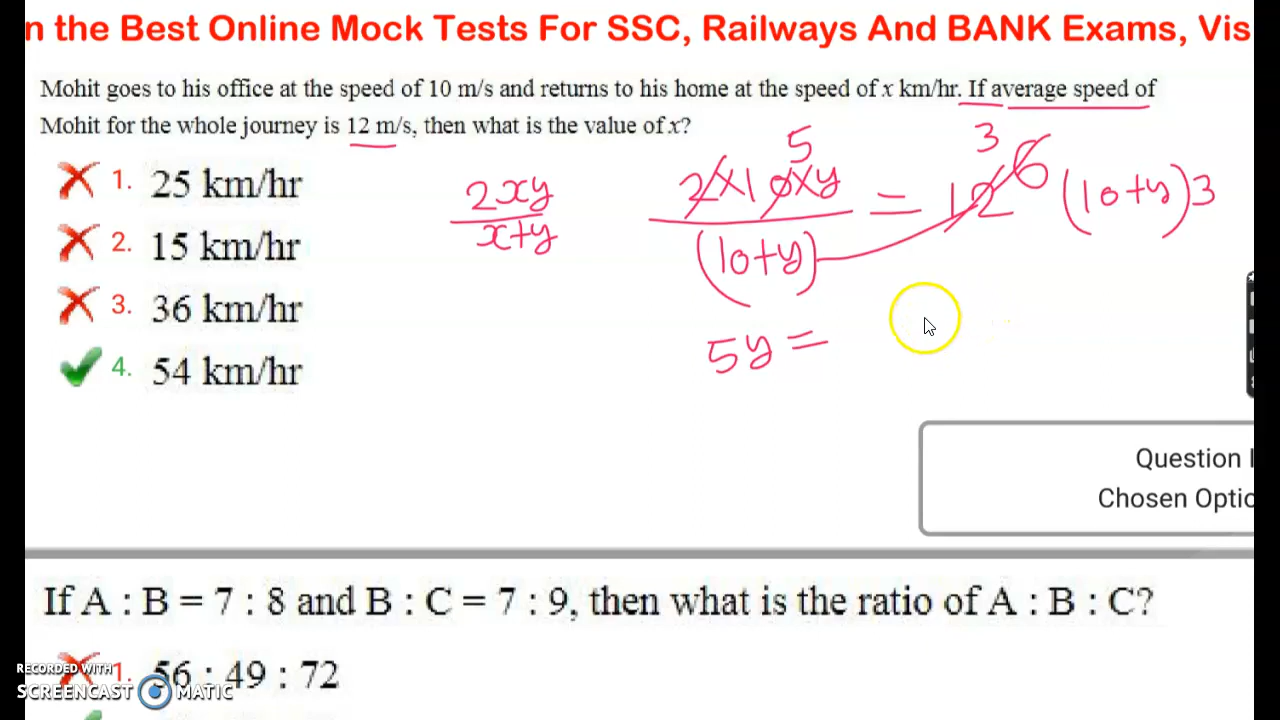 n the Best Online Mock Tests For SSC, Railways And BANK Exams, Vis
Mohit goes to his office at the speed of 10 m/s and returns to his home at the speed of x km/hr. If average speed of
Mohit for the whole journey is 12 m/s, then what is the value of x?
1. 25 km/hr
2. 15 km/hr
3. 36 km/hr
4. 54 km/hr
2xy
x+y
5
2×10×y = 12 6 (10+y)3
3
(10+y)
5y =
Question I
Chosen Optio
If A : B = 7 : 8 and B : C = 7 : 9, then what is the ratio of A : B : C?
1. 56 : 49 : 72
RECORDED WITH
SCREENCAST MATIC